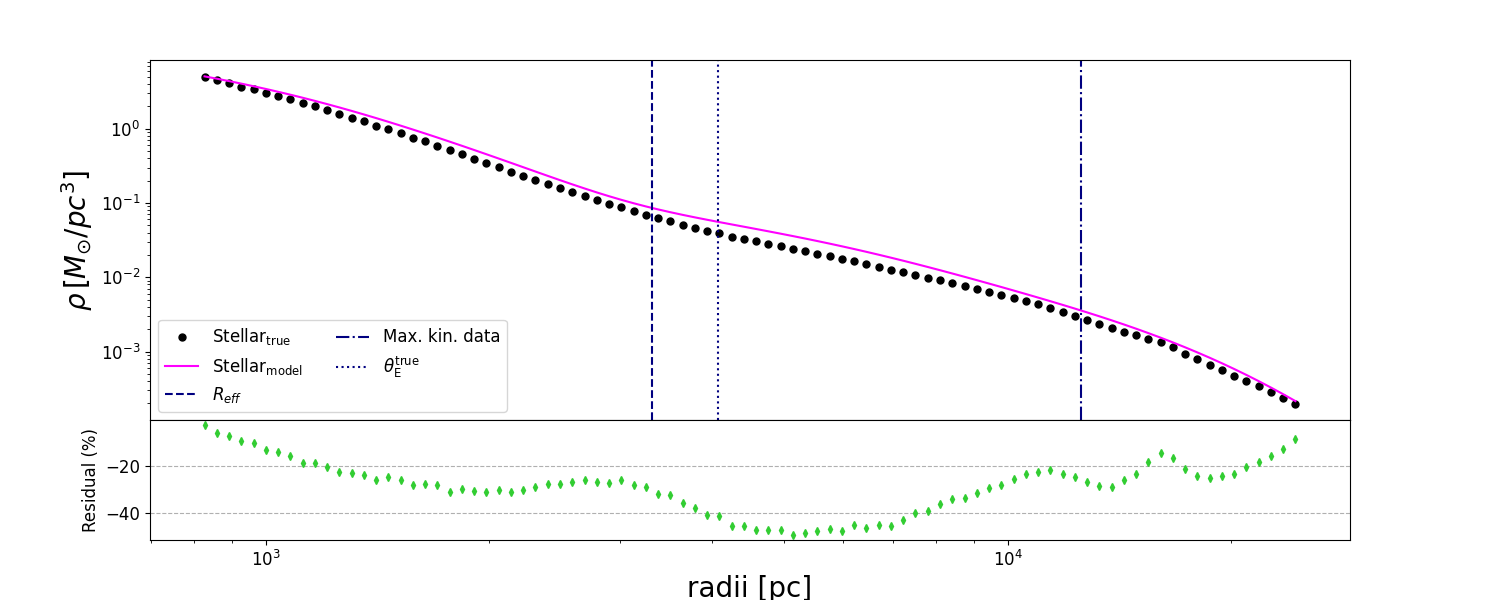 ρ [M⊙/pc³]
10⁰
10⁻¹
10⁻²
10⁻³
Stellar_true
Stellar_model
R_eff
Max. kin. data
θ_E^true
Residual (%)
−20
−40
10³
10⁴
radii [pc]